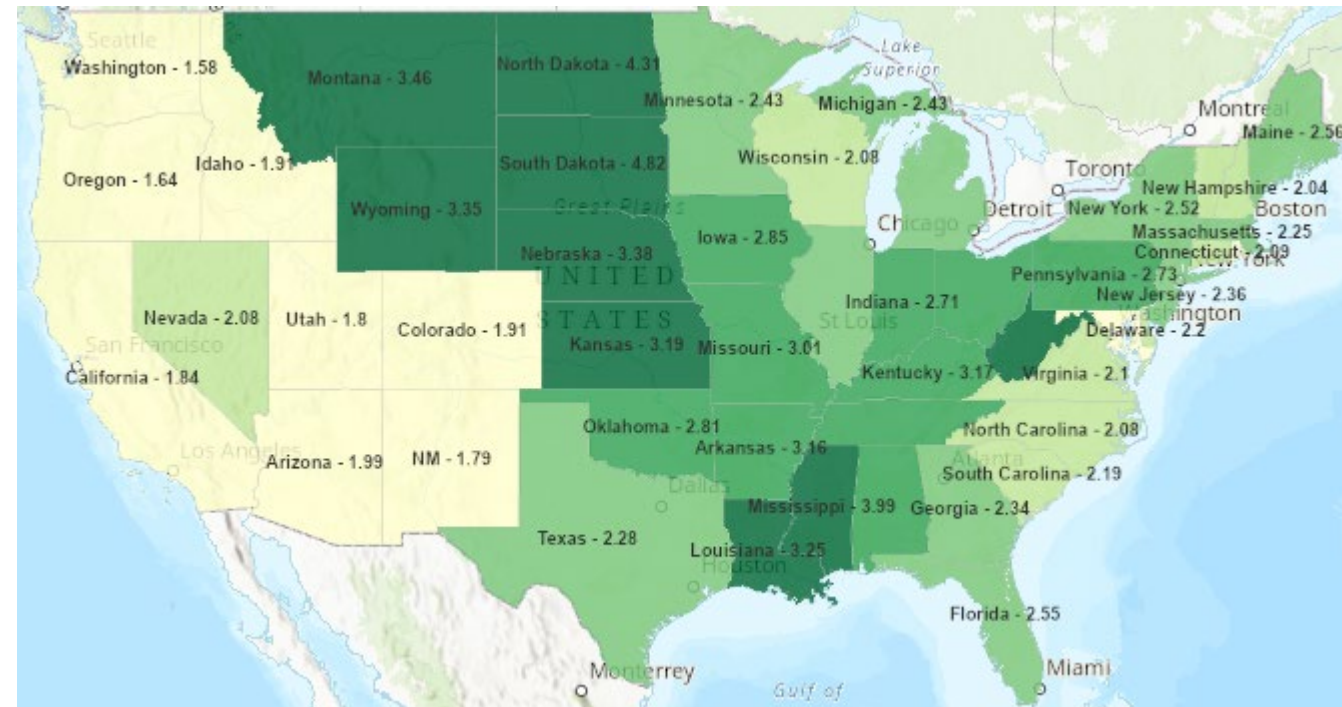 Seattle
Washington - 1.58
Montana - 3.46
North Dakota - 4.31
Lake
Superior
Minnesota - 2.43
Michigan - 2.43
Montreal
Maine - 2.56
Oregon - 1.64
Idaho - 1.91
South Dakota - 4.82
Wisconsin - 2.08
Toronto
New Hampshire - 2.04
Wyoming - 3.35
Great Plains
Iowa - 2.85
Chicago
Detroit
New York - 2.52
Boston
Massachusetts - 2.25
Nebraska - 3.38
Connecticut - 2.09
New York
UNITED
Pennsylvania - 2.73
Nevada - 2.08
Utah - 1.8
Colorado - 1.91
STATES
Indiana - 2.71
New Jersey - 2.36
St Louis
Washington
Delaware - 2.2
San Francisco
Kansas - 3.19
Missouri - 3.01
California - 1.84
Kentucky - 3.17
Virginia - 2.1
Oklahoma - 2.81
North Carolina - 2.08
Los Angeles
Arizona - 1.99
NM - 1.79
Arkansas - 3.16
Atlanta
South Carolina - 2.19
Dallas
Mississippi - 3.99
Georgia - 2.34
Texas - 2.28
Louisiana - 3.25
Houston
Florida - 2.55
Monterrey
Gulf of
Miami